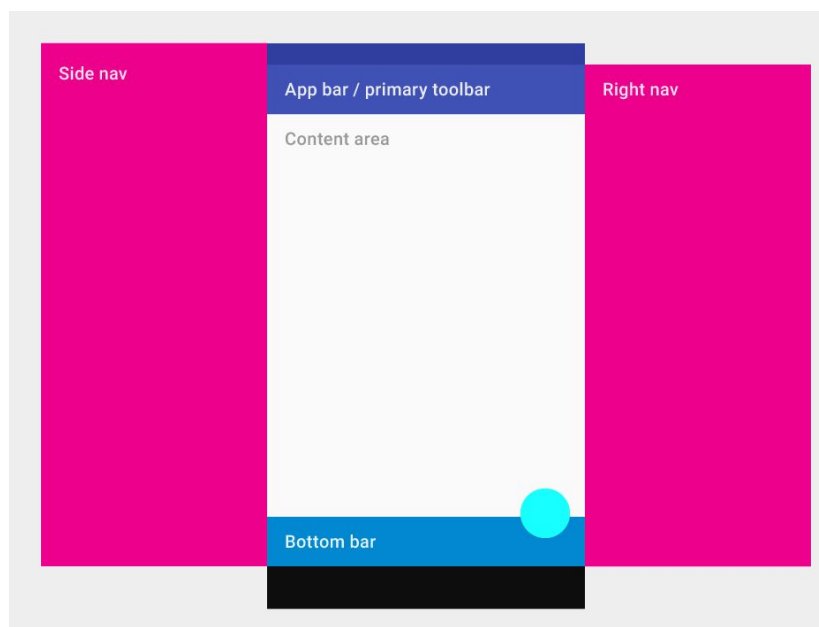 Side nav
App bar / primary toolbar
Right nav
Content area
Bottom bar